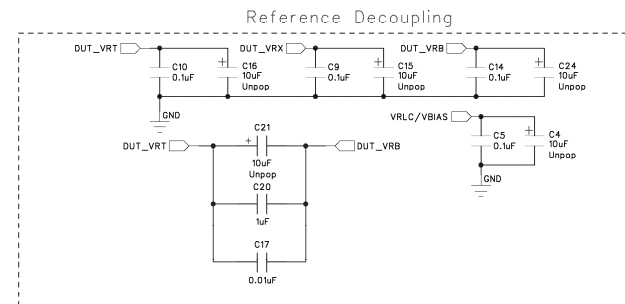 Reference Decoupling
DUT_VRT
DUT_VRX
DUT_VRB
C10
0.1uF
+
C16
10uF
Unpop
C9
0.1uF
+
C15
10uF
Unpop
C14
0.1uF
+
C24
10uF
Unpop
GND
VRLC/VBIAS
C5
0.1uF
+
C4
10uF
Unpop
GND
DUT_VRT
+
C21
10uF
Unpop
DUT_VRB
C20
1uF
C17
0.01uF